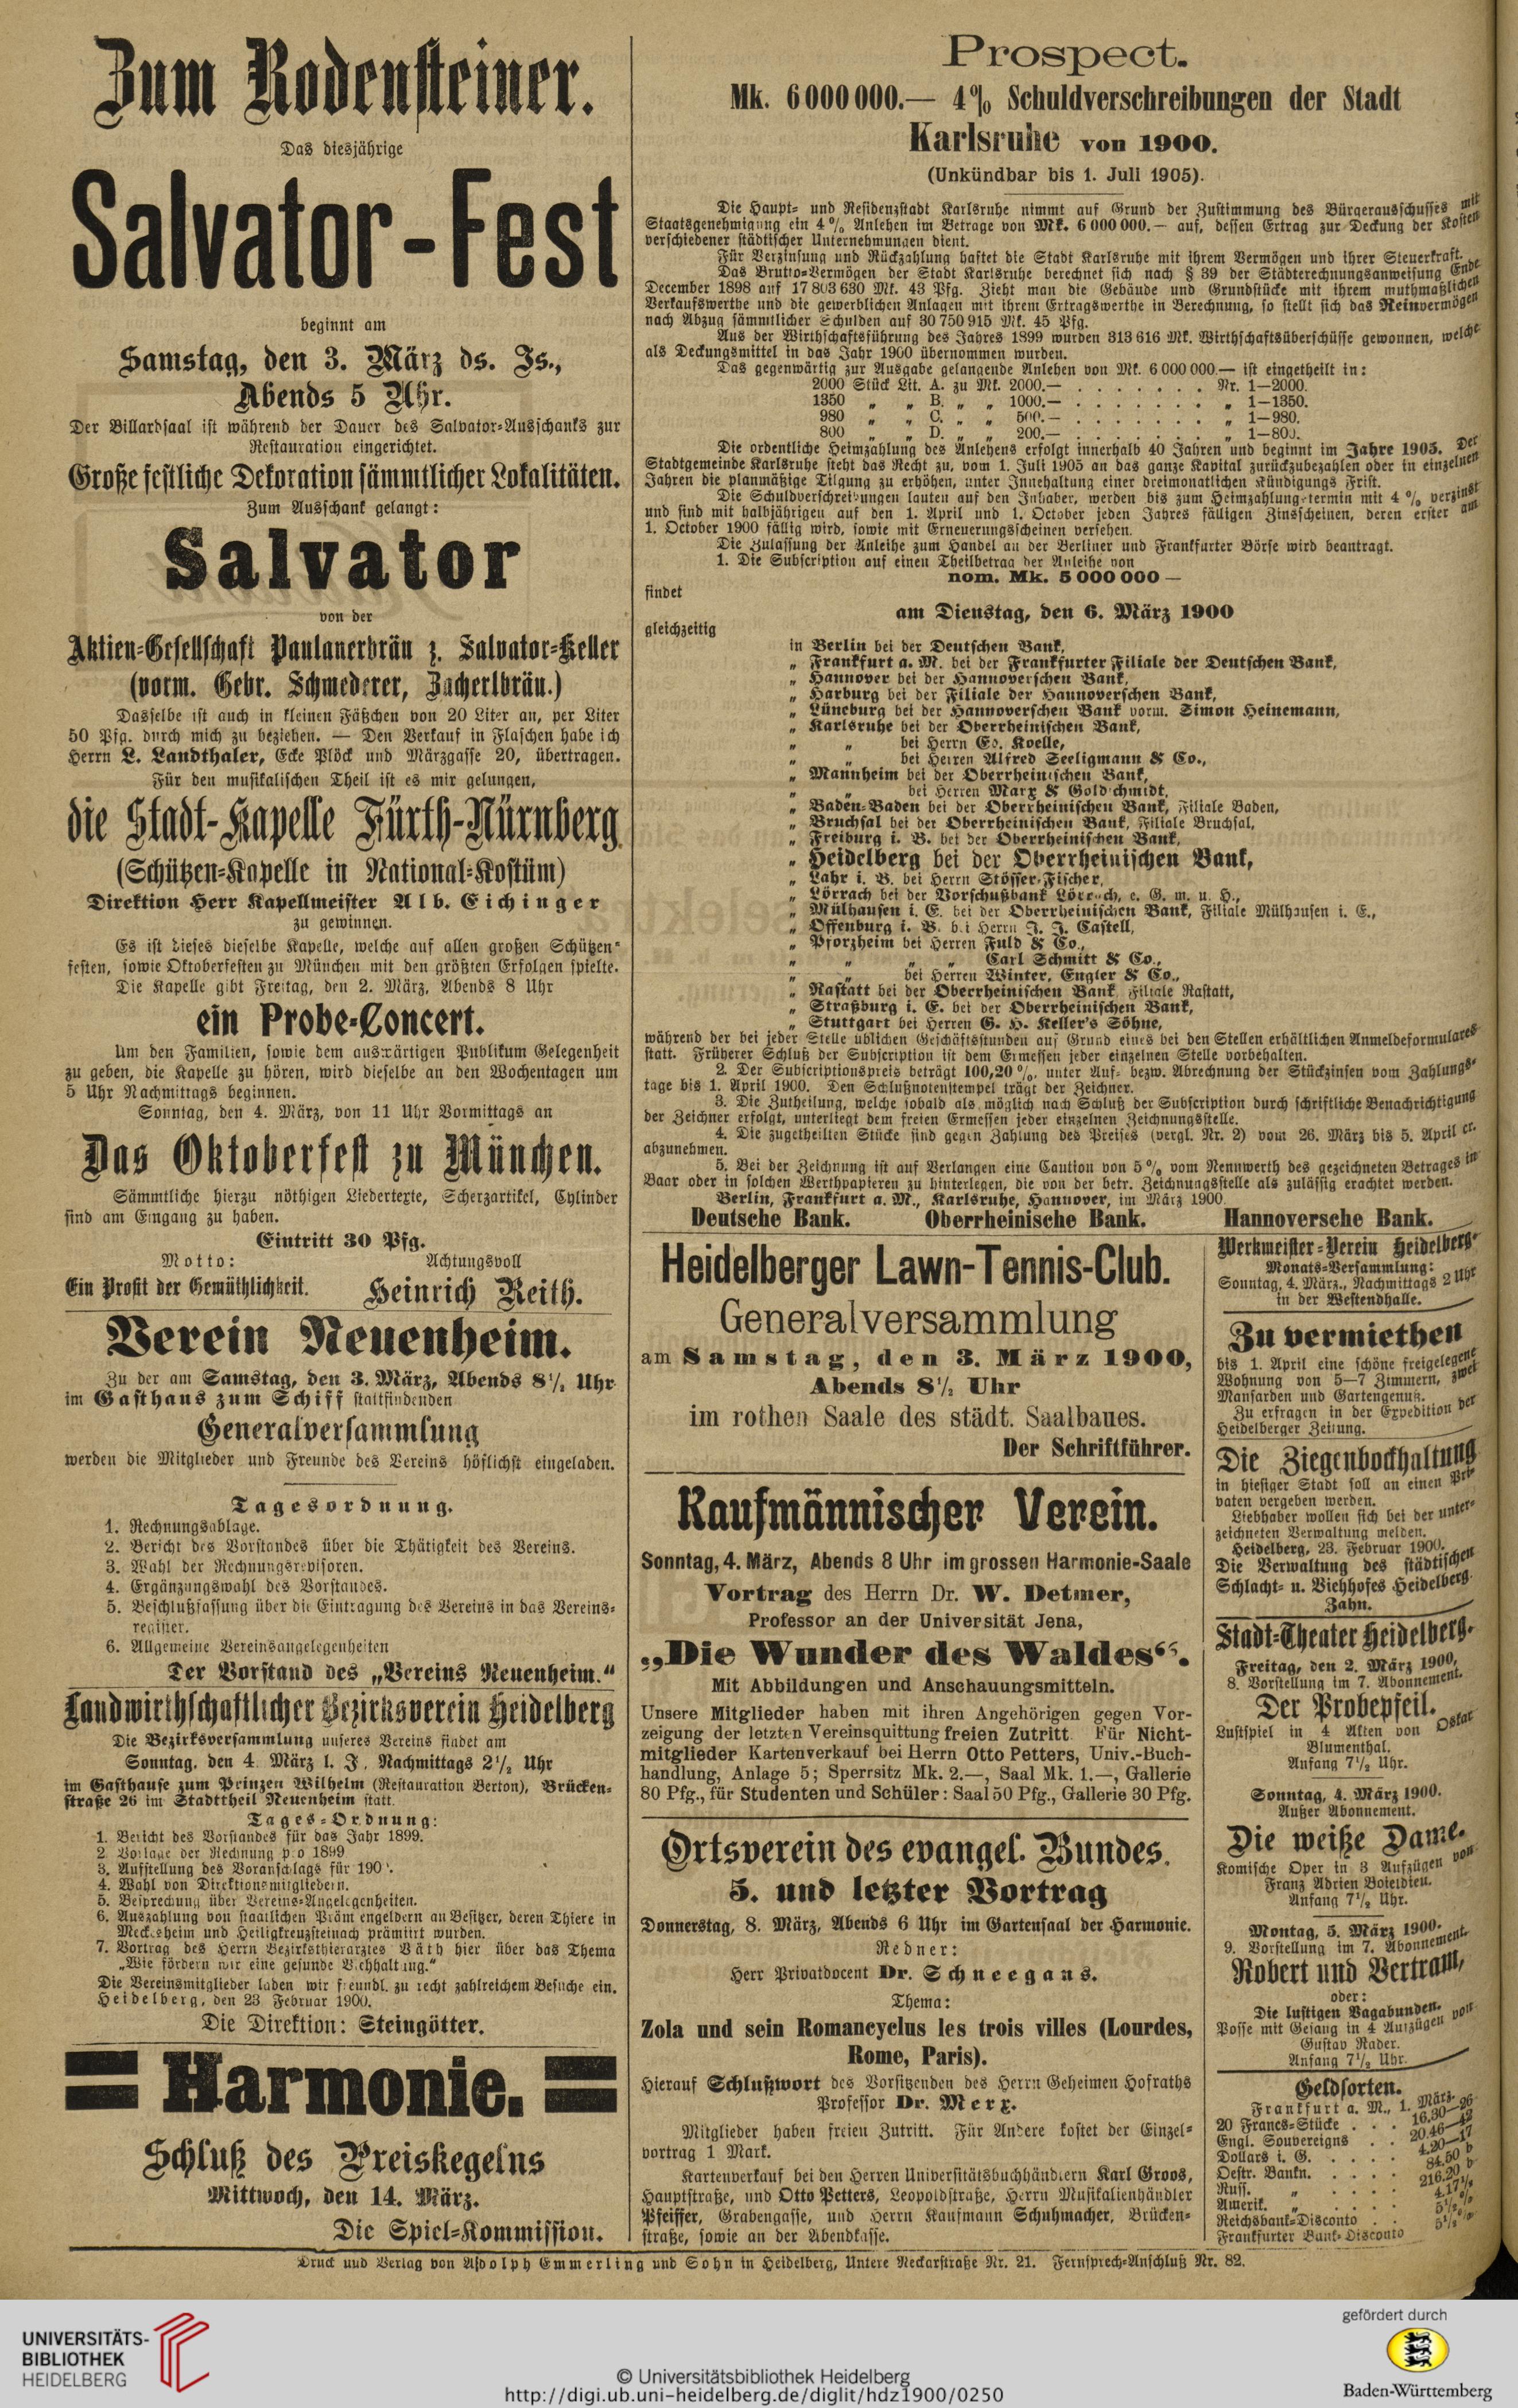 Zum Rodensteiner.
Das diesjährige
Salvator-Fest
beginnt am
Samstag, den 3. März ds. Js.,
Abends 5 Uhr.
Der Billardsaal ist während der Dauer des Salvator-Ausschanks zur
Restauration eingerichtet.
Große festliche Dekoration sämmtlicher Lokalitäten.
Zum Ausschank gelangt:
Salvator
von der
Aktien-Gesellschaft Paulanerbräu z. Salvator-Keller
(vorm. Gebr. Schmederer, Zacherlbräu.)
Dasselbe ist auch in kleinen Fäßchen von 20 Liter an, per Liter
50 Pfg. durch mich zu beziehen. — Den Verkauf in Flaschen habe ich
Herrn L. Landthaler, Ecke Plöck und Märzgasse 20, übertragen.
Für den musikalischen Theil ist es mir gelungen,
die Stadt-Kapelle Fürth-Nürnberg
(Schützen-Kapelle in National-Kostüm)
Direktion Herr Kapellmeister Alb. Eichinger
zu gewinnen.
Es ist dieses dieselbe Kapelle, welche auf allen großen Schützen-
festen, sowie Oktoberfesten zu München mit den größten Erfolgen spielte.
Die Kapelle gibt Freitag, den 2. März, Abends 8 Uhr
ein Probe-Concert.
Um den Familien, sowie dem auswärtigen Publikum Gelegenheit
zu geben, die Kapelle zu hören, wird dieselbe an den Wochentagen um
5 Uhr Nachmittags beginnen.
Sonntag, den 4. März, von 11 Uhr Vormittags an
Das Oktoberfest zu München.
Sämmtliche hierzu nöthigen Liedertexte, Scherzartikel, Cylinder
sind am Eingang zu haben.
Eintritt 30 Pfg.
Motto: Achtungsvoll
Ein Prosit der Gemüthlichkeit. Heinrich Reith.
Verein Neuenheim.
Zu der am Samstag, den 3. März, Abends 8½ Uhr
im Gasthaus zum Schiff stattfindenden
Generalversammlung
werden die Mitglieder und Freunde des Vereins höflichst eingeladen.
Tagesordnung.
1. Rechnungsablage.
2. Bericht des Vorstandes über die Thätigkeit des Vereins.
3. Wahl der Rechnungsrevisoren.
4. Ergänzungswahl des Vorstandes.
5. Beschlußfassung über die Eintragung des Vereins in das Vereins-
register.
6. Allgemeine Vereinsangelegenheiten
Der Vorstand des „Vereins Neuenheim.“
Landwirthschaftlicher Bezirksverein Heidelberg
Die Bezirksversammlung unseres Vereins findet am
Sonntag, den 4. März l. J., Nachmittags 2½ Uhr
im Gasthause zum Prinzen Wilhelm (Restauration Berton), Brücken-
straße 26 im Stadttheil Neuenheim statt.
Tages-Ordnung:
1. Bericht des Vorstandes für das Jahr 1899.
2. Vorlage der Rechnung pro 1899
3. Aufstellung des Voranschlags für
4. Wahl von Direktionsmitgliedern.
5. Besprechung über Vereins-Angelegenheiten.
6. Auszahlung von staatlichen Prämiengeldern an Besitzer, deren Thiere in
Meckesheim und Heiligkreuzsteinach prämiirt wurden.
7. Vortrag des Herrn Bezirksthierarztes Väth hier über das Thema
„Wie fördern wir eine gesunde Viehhaltung.“
Die Vereinsmitglieder laden wir freundl. zu recht zahlreichem Besuche ein.
Heidelberg, den 23 Februar 1900.
Die Direktion: Steingötter.
Harmonie.
Schluß des Preiskegelns
Mittwoch, den 14. März.
Die Spiel-Kommission.
Prospect.
Mk. 6000000.— 4% Schuldverschreibungen der Stadt
Karlsruhe von 1900.
(Unkündbar bis 1. Juli 1905).
Die Haupt- und Residenzstadt Karlsruhe nimmt auf Grund der Zustimmung des Bürgerausschusses mit
Staatsgenehmigung ein 4% Anlehen im Betrage von Mk. 6000000.— auf, dessen Ertrag zur Deckung der Kosten
verschiedener städtischer Unternehmungen dient.
Für Verzinsung und Rückzahlung haftet die Stadt Karlsruhe mit ihrem Vermögen und ihrer Steuerkraft.
Das Brutto-Vermögen der Stadt Karlsruhe berechnet sich nach § 39 der Städterechnungsanweisung Ende
December 1898 auf 17803630 Mk. 43 Pfg. Zieht man die Gebäude und Grundstücke mit ihrem muthmaßlichen
Verkaufswerthe und die gewerblichen Anlagen mit ihrem Ertragswerthe in Berechnung, so stellt sich das Reinvermögen
nach Abzug sämmtlicher Schulden auf 30750915 Mk. 45 Pfg.
Aus der Wirthschaftsführung des Jahres 1899 wurden 313616 Mk. Wirthschaftsüberschüsse gewonnen, welche
als Deckungsmittel in das Jahr 1900 übernommen wurden.
Das gegenwärtig zur Ausgabe gelangende Anlehen von Mk. 6000000.— ist eingetheilt in:
2000 Stück Lit. A. zu Mk. 2000.— . . . . . . . Nr. 1—2000.
1350 „ „ B. „ „ 1000.— . . . . . . . „ 1—1350.
980 „ „ C. „ „ 500.— . . . . . . . „ 1—980.
800 „ „ D. „ „ 200.— . . . . . . . „ 1—800.
Die ordentliche Heimzahlung des Anlehens erfolgt innerhalb 40 Jahren und beginnt im Jahre 1905. Der
Stadtgemeinde Karlsruhe steht das Recht zu, vom 1. Juli 1905 an das ganze Kapital zurückzubezahlen oder in einzelnen
Jahren die planmäßige Tilgung zu erhöhen, unter Innehaltung einer dreimonatlichen Kündigungs Frist.
Die Schuldverschreibungen lauten auf den Inhaber, werden bis zum Heimzahlungstermin mit 4% verzinst
und sind mit halbjährigen auf den 1. April und 1. October jeden Jahres fälligen Zinsscheinen, deren erster am
1. October 1900 fällig wird, sowie mit Erneuerungsscheinen versehen.
Die Zulassung der Anleihe zum Handel an der Berliner und Frankfurter Börse wird beantragt.
1. Die Subscription auf einen Theilbetrag der Anleihe von
nom. Mk. 5000000—
findet
am Dienstag, den 6. März 1900
gleichzeitig
in Berlin bei der Deutschen Bank,
„ Frankfurt a. M. bei der Frankfurter Filiale der Deutschen Bank,
„ Hannover bei der Hannoverschen Bank,
„ Harburg bei der Filiale der Hannoverschen Bank,
„ Lüneburg bei der Hannoverschen Bank vorm. Simon Heinemann,
„ Karlsruhe bei der Oberrheinischen Bank,
„ „ bei Herrn Ed. Koelle,
„ „ bei Herren Alfred Seeligmann & Co.,
„ Mannheim bei der Oberrheinischen Bank,
„ „ bei Herren Marx & Goldschmidt,
„ Baden-Baden bei der Oberrheinischen Bank, Filiale Baden,
„ Bruchsal bei der Oberrheinischen Bank, Filiale Bruchsal,
„ Freiburg i. B. bei der Oberrheinischen Bank,
„ Heidelberg bei der Oberrheinischen Bank,
„ Lahr i. B. bei Herrn Stösser-Fischer,
„ Lörrach bei der Vorschußbank Lörrach, e. G. m. u. H.,
„ Mülhausen i. E. bei der Oberrheinischen Bank, Filiale Mülhausen i. E.,
„ Offenburg i. B. bei Herrn J. J. Castell,
„ Pforzheim bei Herren Fuld & Co.,
„ „ „ „ Carl Schmitt & Co.,
„ „ bei Herren Winter, Engler & Co.,
„ Rastatt bei der Oberrheinischen Bank, Filiale Rastatt,
„ Straßburg i. E. bei der Oberrheinischen Bank,
„ Stuttgart bei Herren G. H. Keller's Söhne,
während der bei jeder Stelle üblichen Geschäftsstunden auf Grund eines bei den Stellen erhältlichen Anmeldeformulares
statt. Früherer Schluß der Subscription ist dem Ermessen jeder einzelnen Stelle vorbehalten.
2. Der Subscriptionspreis beträgt 100,20%, unter Auf- bezw. Abrechnung der Stückzinsen vom Zahlungs-
tage bis 1. April 1900. Den Schlußnotenstempel trägt der Zeichner.
3. Die Zutheilung, welche sobald als möglich nach Schluß der Subscription durch schriftliche Benachrichtigung
der Zeichner erfolgt, unterliegt dem freien Ermessen jeder einzelnen Zeichnungsstelle.
4. Die zugetheilten Stücke sind gegen Zahlung des Preises (vergl. Nr. 2) vom 26. März bis 5. April cr.
abzunehmen.
5. Bei der Zeichnung ist auf Verlangen eine Caution von 5% vom Nennwerth des gezeichneten Betrages in
Baar oder in solchen Werthpapieren zu hinterlegen, die von der betr. Zeichnungsstelle als zulässig erachtet werden.
Berlin, Frankfurt a. M., Karlsruhe, Hannover, im März 1900.
Deutsche Bank. Oberrheinische Bank. Hannoversche Bank.
Heidelberger Lawn-Tennis-Club.
Generalversammlung
am Samstag, den 3. März 1900,
Abends 8½ Uhr
im rothen Saale des städt. Saalbaues.
Der Schriftführer.
Kaufmännischer Verein.
Sonntag, 4. März, Abends 8 Uhr im grossen Harmonie-Saale
Vortrag des Herrn Dr. W. Detmer,
Professor an der Universität Jena,
„Die Wunder des Waldes“.
Mit Abbildungen und Anschauungsmitteln.
Unsere Mitglieder haben mit ihren Angehörigen gegen Vor-
zeigung der letzten Vereinsquittung freien Zutritt. Für Nicht-
mitglieder Kartenverkauf bei Herrn Otto Petters, Univ.-Buch-
handlung, Anlage 5; Sperrsitz Mk. 2.—, Saal Mk. 1.—, Gallerie
80 Pfg., für Studenten und Schüler: Saal 50 Pfg., Gallerie 30 Pfg.
Ortsverein des evangel. Bundes.
5. und letzter Vortrag
Donnerstag, 8. März, Abends 6 Uhr im Gartensaal der Harmonie.
Redner:
Herr Privatdocent Dr. Schneegans.
Thema:
Zola und sein Romancyclus les trois villes (Lourdes,
Rome, Paris).
Hierauf Schlußwort des Vorsitzenden des Herrn Geheimen Hofraths
Professor Dr. Merx.
Mitglieder haben freien Zutritt. Für Andere kostet der Einzel-
vortrag 1 Mark.
Kartenverkauf bei den Herren Universitätsbuchhändlern Karl Groos,
Hauptstraße, und Otto Petters, Leopoldstraße, Herrn Musikalienhändler
Pfeiffer, Grabengasse, und Herrn Kaufmann Schuhmacher, Brücken-
straße, sowie an der Abendkasse.
Werkmeister-Verein Heidelberg.
Monats-Versammlung:
Sonntag, 4. März., Nachmittags 2 Uhr
in der Westendhalle.
Zu vermiethen
bis 1. April eine schöne freigelegene
Wohnung von 5—7 Zimmern, zwei
Mansarden und Gartengenuß.
Zu erfragen in der Expedition der
Heidelberger Zeitung.
Die Ziegenbockhaltung
in hiesiger Stadt soll an einen Pri-
vaten vergeben werden.
Liebhaber wollen sich bei der unter-
zeichneten Verwaltung melden.
Heidelberg, 23. Februar 1900.
Die Verwaltung des städtischen
Schlacht- u. Viehhofes Heidelberg.
Zahn.
Stadt-Theater Heidelberg.
Freitag, den 2. März 1900,
8. Vorstellung im 7. Abonnement.
Der Probepfeil.
Lustspiel in 4 Akten von Oskar
Blumenthal.
Anfang 7½ Uhr.
Sonntag, 4. März 1900.
Außer Abonnement.
Die weiße Dame.
Komische Oper in 3 Aufzügen von
Franz Adrien Boieldieu.
Anfang 7½ Uhr.
Montag, 5. März 1900.
9. Vorstellung im 7. Abonnement.
Robert und Bertram,
oder:
Die lustigen Vagabunden.
Posse mit Gesang in 4 Aufzügen von
Gustav Räder.
Anfang 7½ Uhr.
Geldsorten.
Frankfurt a. M., 1. März.
20 Francs-Stücke . . . 16.30—26
Engl. Souvereigns . . 20.46—42
Dollars i. G. . . . . 4.20—17
Oestr. Bankn. . . . . 84.50 b
Russ. „ . . . . 216.20 b
Amerik. „ . . . . 4.17½
Reichsbank-Disconto . . 5½%
Frankfurter Bank-Disconto 5½%
Druck und Verlag von Adolph Emmerling und Sohn in Heidelberg, Untere Neckarstraße Nr. 21. Fernsprech-Anschluß Nr. 82.
UNIVERSITÄTS-
BIBLIOTHEK
HEIDELBERG
© Universitätsbibliothek Heidelberg
http://digi.ub.uni-heidelberg.de/diglit/hdz1900/0250
gefördert durch
Baden-Württemberg